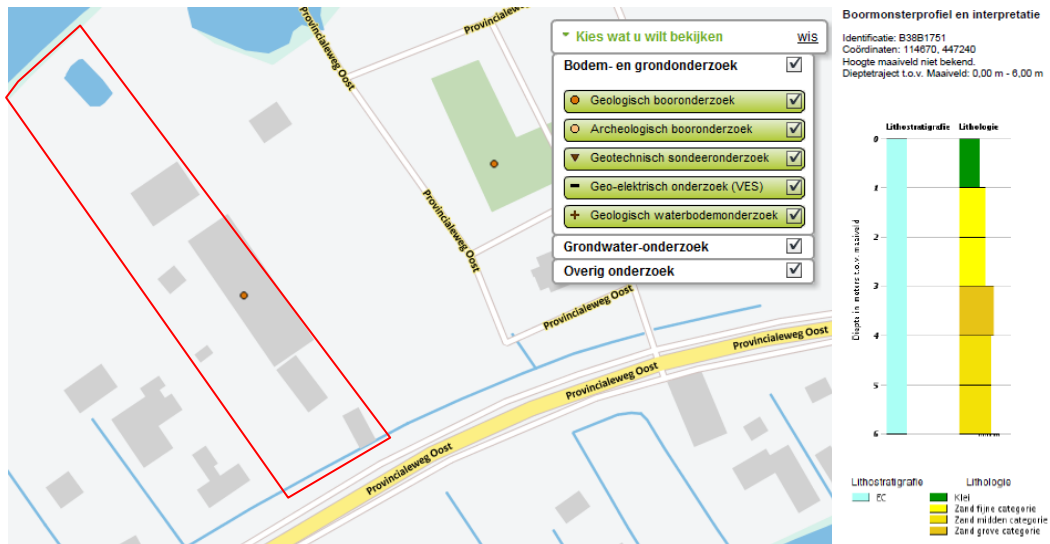 Provincialeweg Oost
Provincialeweg Oost
Provincialeweg Oost
Provincialeweg Oost
Provincialeweg Oost
Provincialeweg Oost
Provincialeweg Oost
Provincialeweg Oost
Kies wat u wilt bekijken wis
Bodem- en grondonderzoek
Geologisch booronderzoek
Archeologisch booronderzoek
Geotechnisch sondeeronderzoek
Geo-elektrisch onderzoek (VES)
Geologisch waterbodemonderzoek
Grondwater-onderzoek
Overig onderzoek
Boormonsterprofiel en interpretatie
Identificatie: B38B1751
Coördinaten: 114670, 447240
Hoogte maaiveld niet bekend.
Dieptetraject t.o.v. Maaiveld: 0,00 m - 6,00 m
Lithostratigrafie Lithologie
Diepte in meters t.o.v. maaiveld
0
1
2
3
4
5
6
Lithostratigrafie Lithologie
EC Klei
Zand fijne categorie
Zand midden categorie
Zand grove categorie